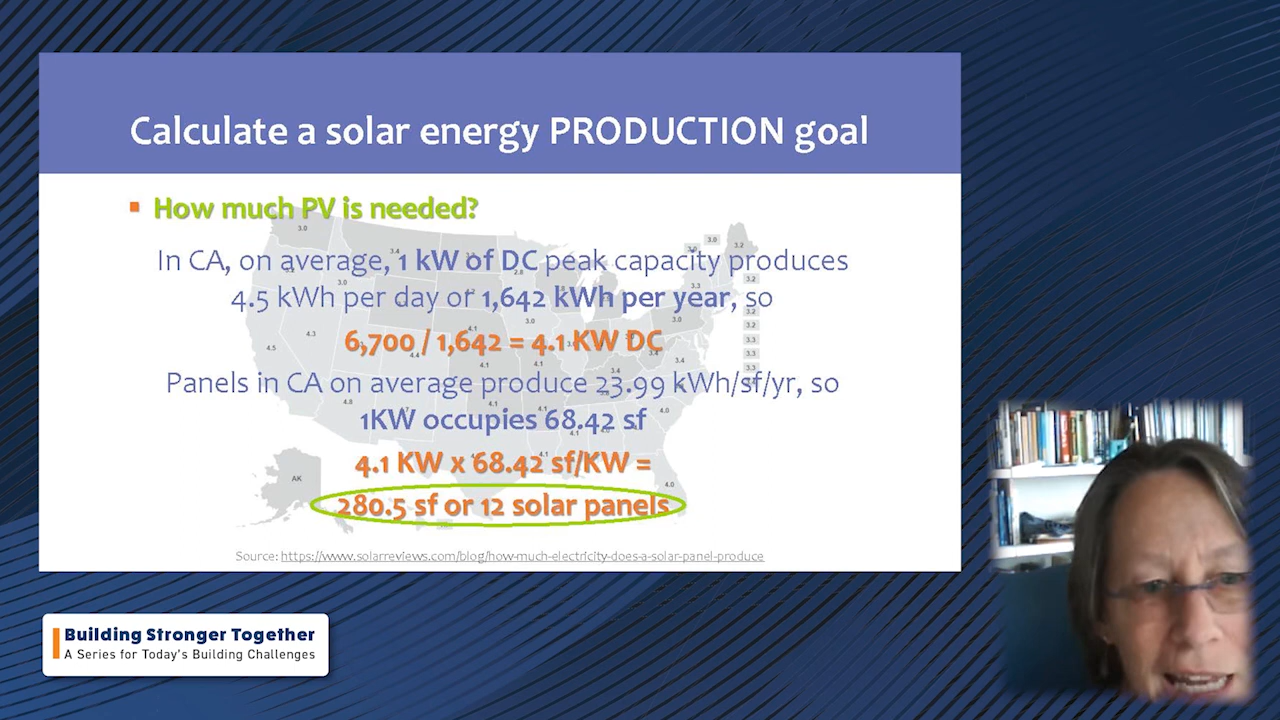 Calculate a solar energy PRODUCTION goal
How much PV is needed?
In CA, on average, 1 kW of DC peak capacity produces
4.5 kWh per day or 1,642 kWh per year, so
6,700 / 1,642 = 4.1 KW DC
Panels in CA on average produce 23.99 kWh/sf/yr, so
1KW occupies 68.42 sf
4.1 KW x 68.42 sf/KW =
280.5 sf or 12 solar panels
AK
Source: https://www.solarreviews.com/blog/how-much-electricity-does-a-solar-panel-produce
Building Stronger Together
A Series for Today's Building Challenges